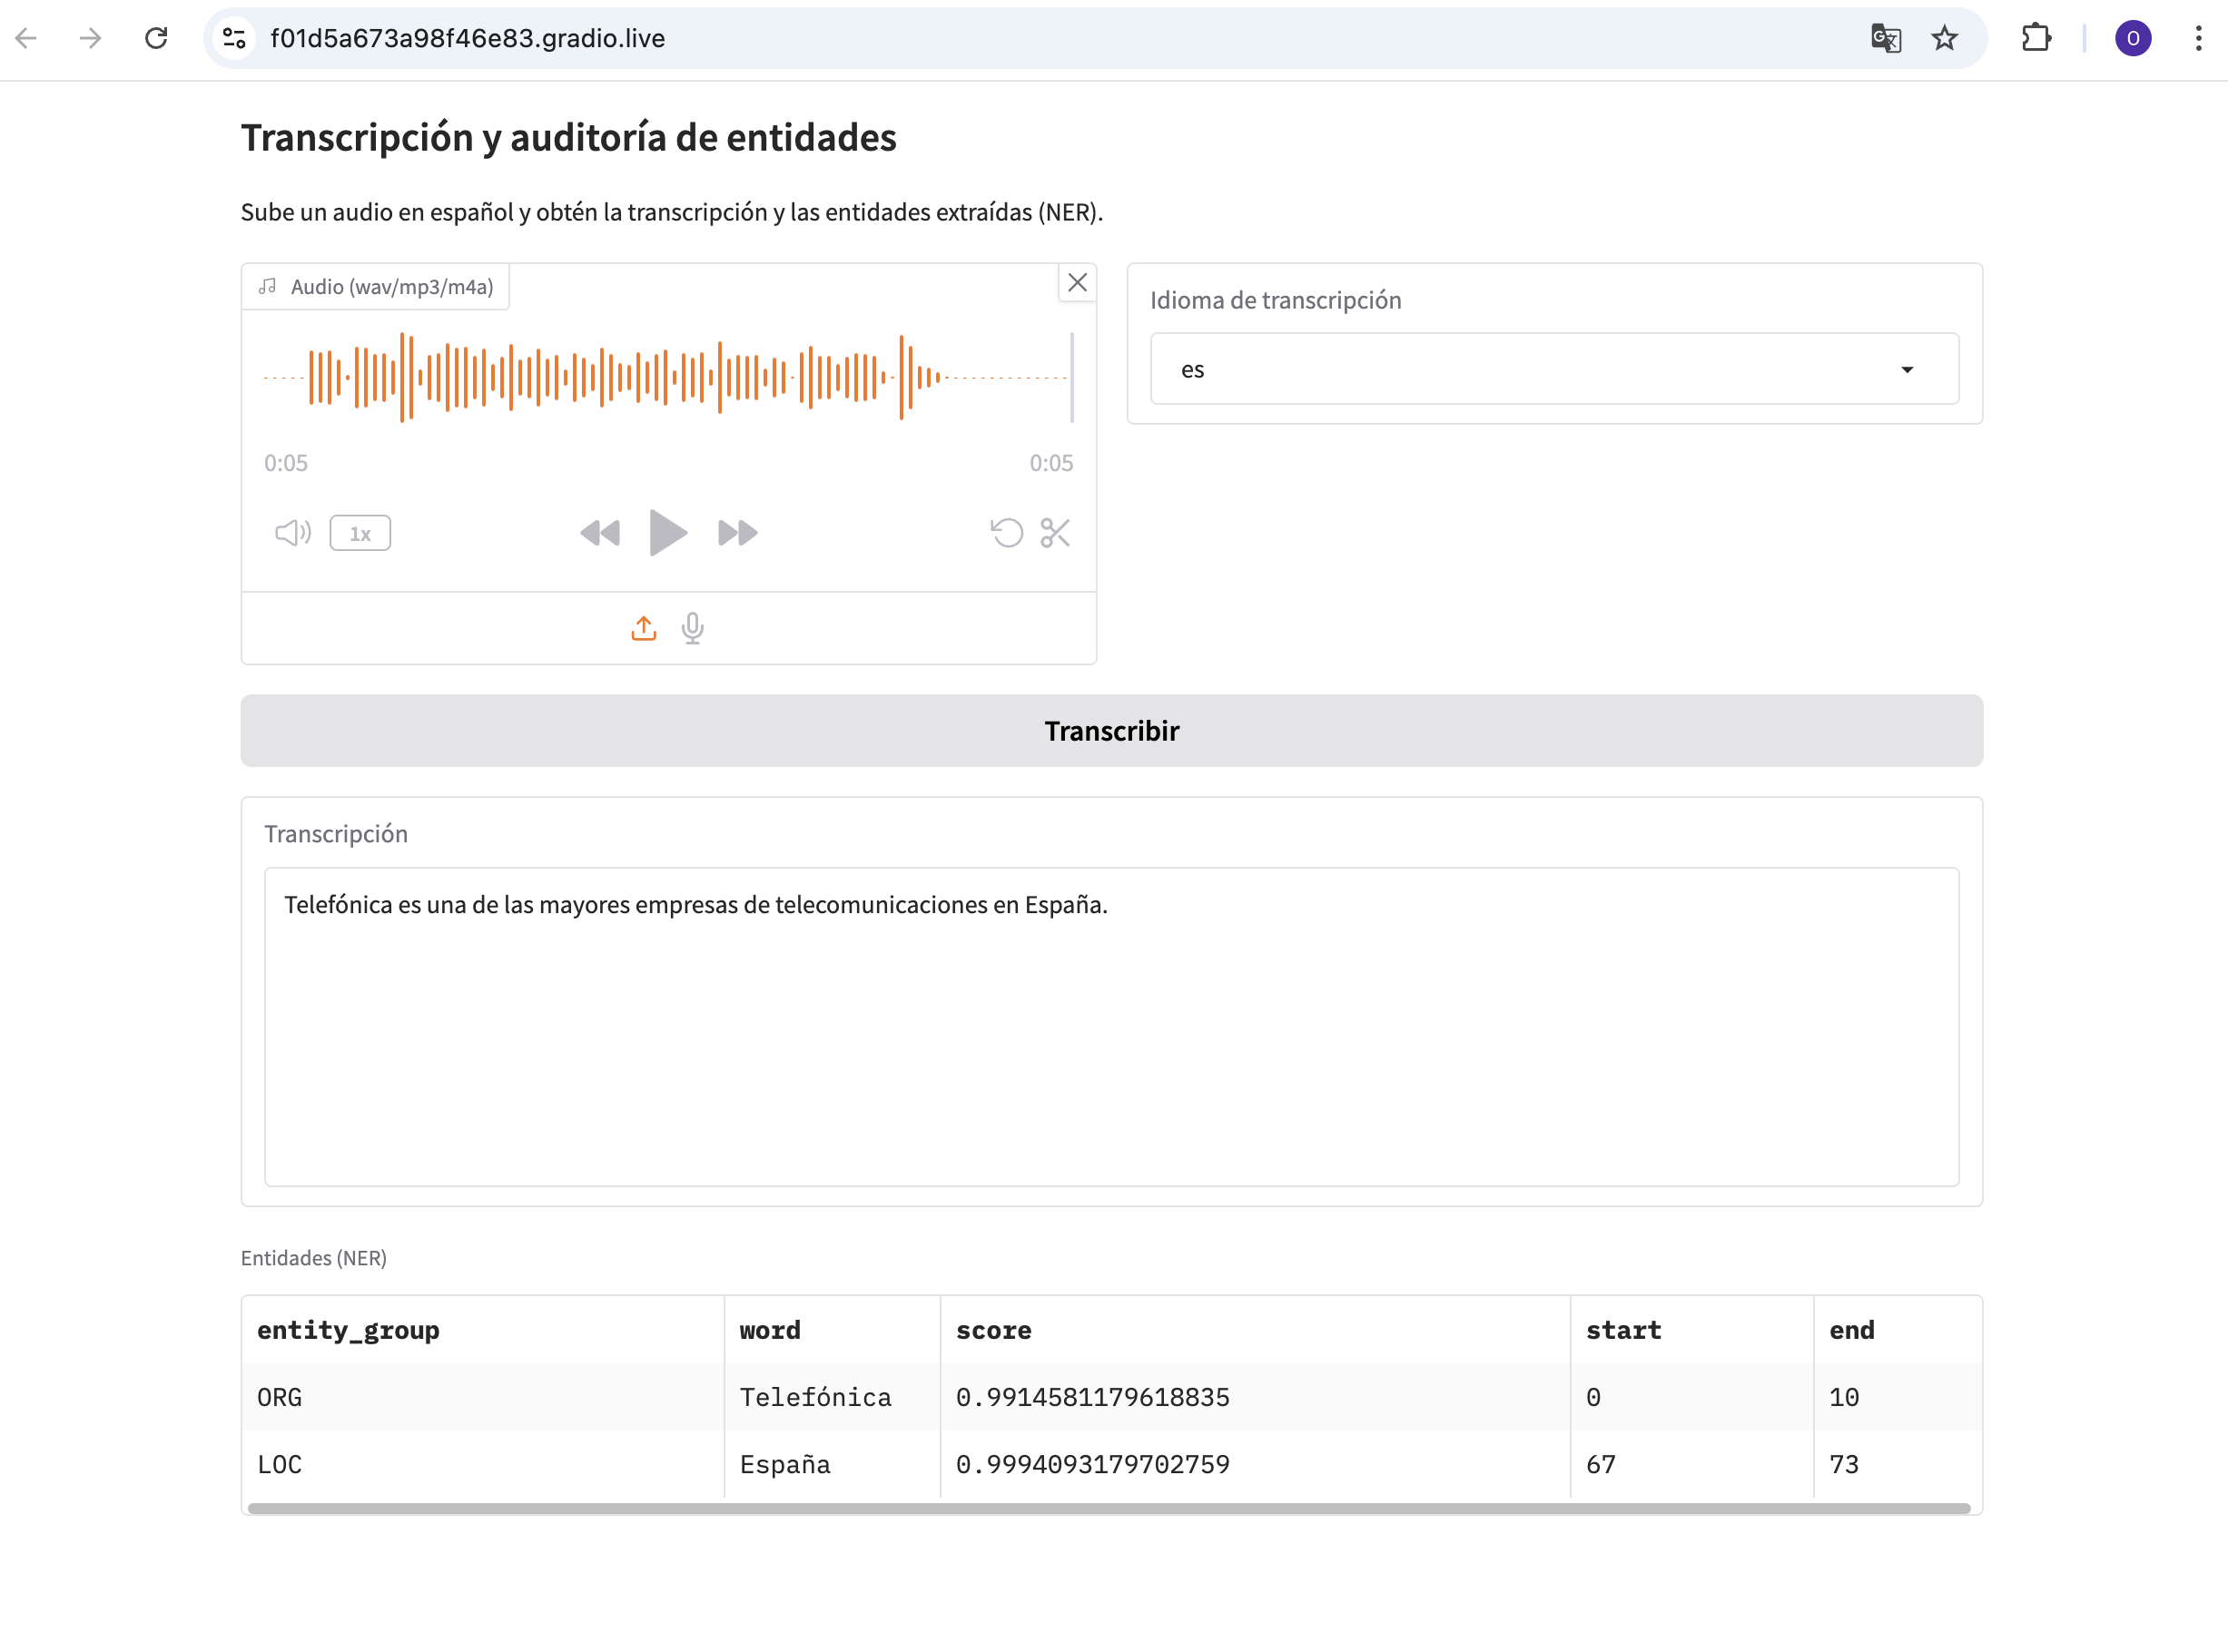 f01d5a673a98f46e83.gradio.live
O
Transcripción y auditoría de entidades
Sube un audio en español y obtén la transcripción y las entidades extraídas (NER).
Audio (wav/mp3/m4a)
Idioma de transcripción
es
0:05 0:05
1x
Transcribir
Transcripción
Telefónica es una de las mayores empresas de telecomunicaciones en España.
Entidades (NER)
entity_group word score start end
ORG Telefónica 0.9914581179618835 0 10
LOC España 0.9994093179702759 67 73